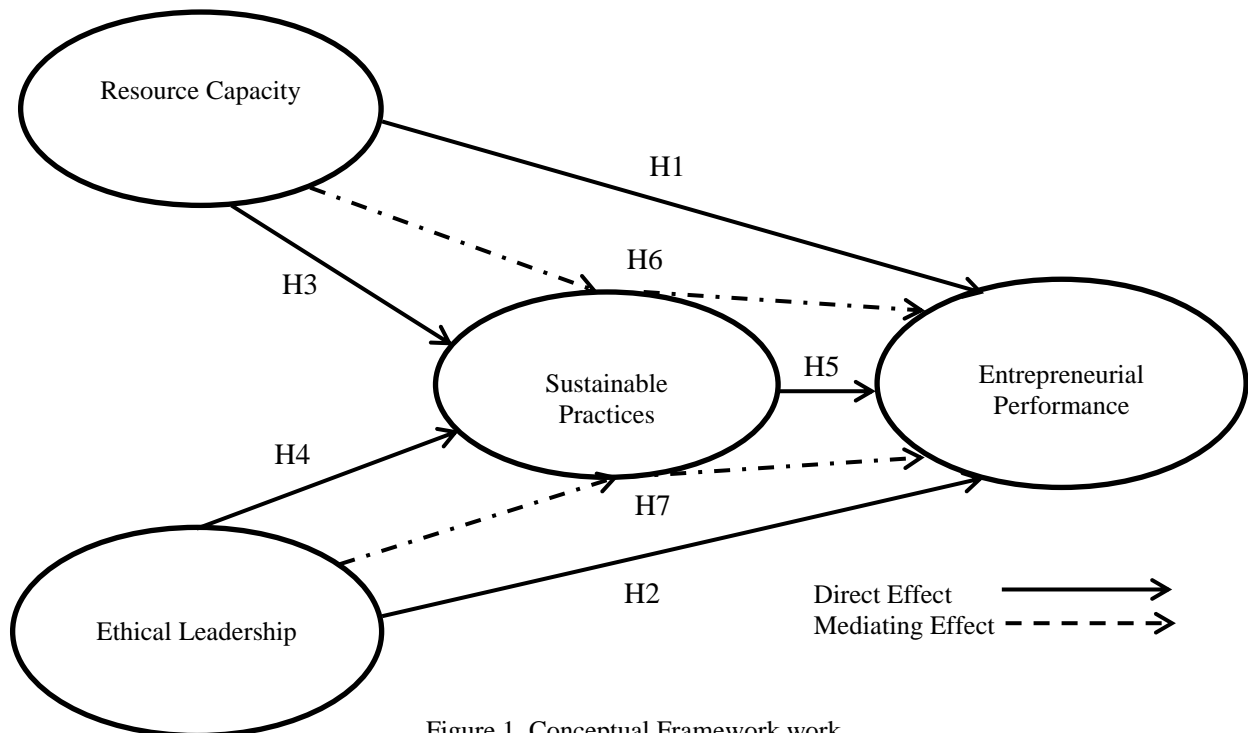 Resource Capacity
H1
H6
H3
Sustainable
Practices
H5
Entrepreneurial
Performance
H4
H7
H2
Ethical Leadership
Direct Effect
Mediating Effect
Figure 1. Conceptual Framework work